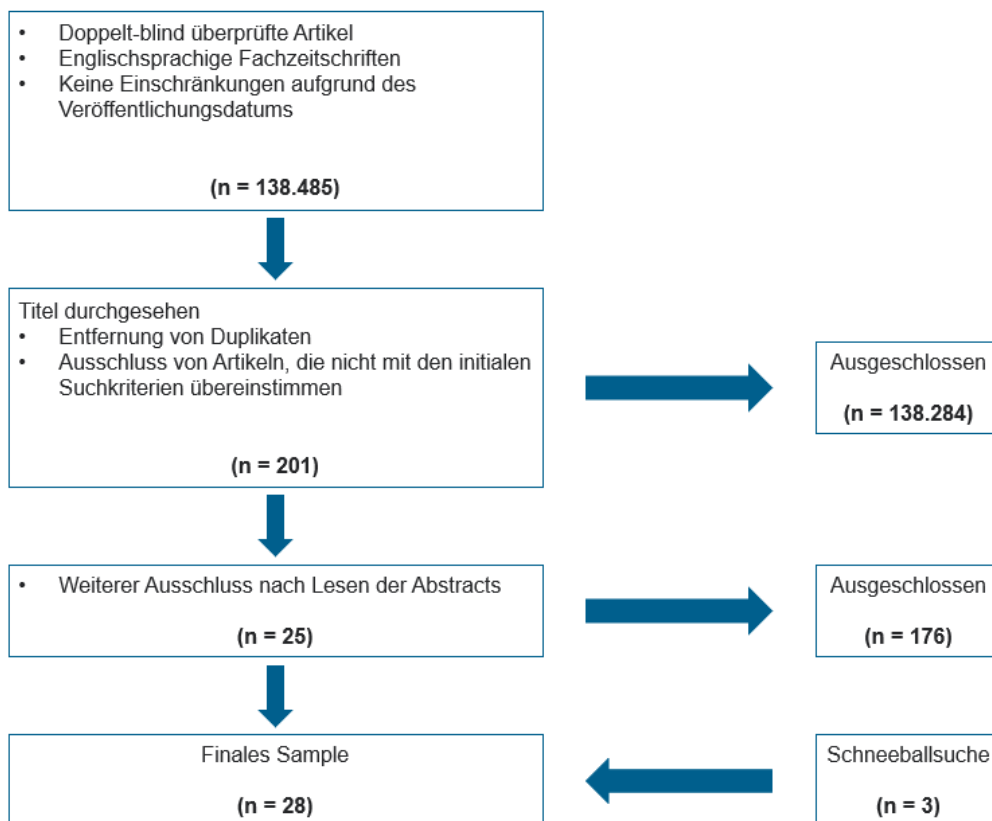 • Doppelt-blind überprüfte Artikel
• Englischsprachige Fachzeitschriften
• Keine Einschränkungen aufgrund des
Veröffentlichungsdatums
(n = 138.485)
Titel durchgesehen
• Entfernung von Duplikaten
• Ausschluss von Artikeln, die nicht mit den initialen
Suchkriterien übereinstimmen
(n = 201)
Ausgeschlossen
(n = 138.284)
• Weiterer Ausschluss nach Lesen der Abstracts
(n = 25)
Ausgeschlossen
(n = 176)
Finales Sample
(n = 28)
Schneeballsuche
(n = 3)